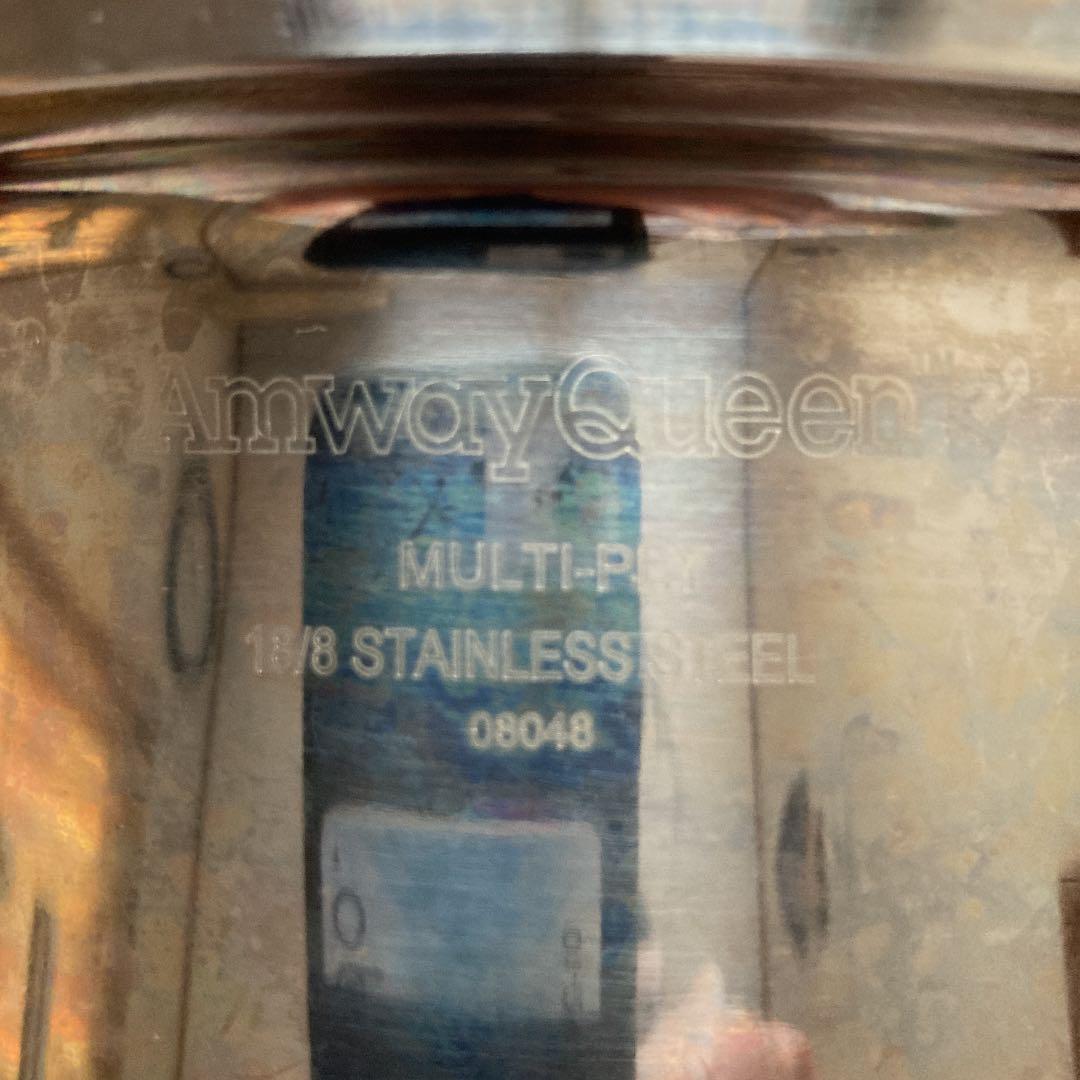 AmwayQueen
MULTI-PLY
18/8 STAINLESS STEEL
08048